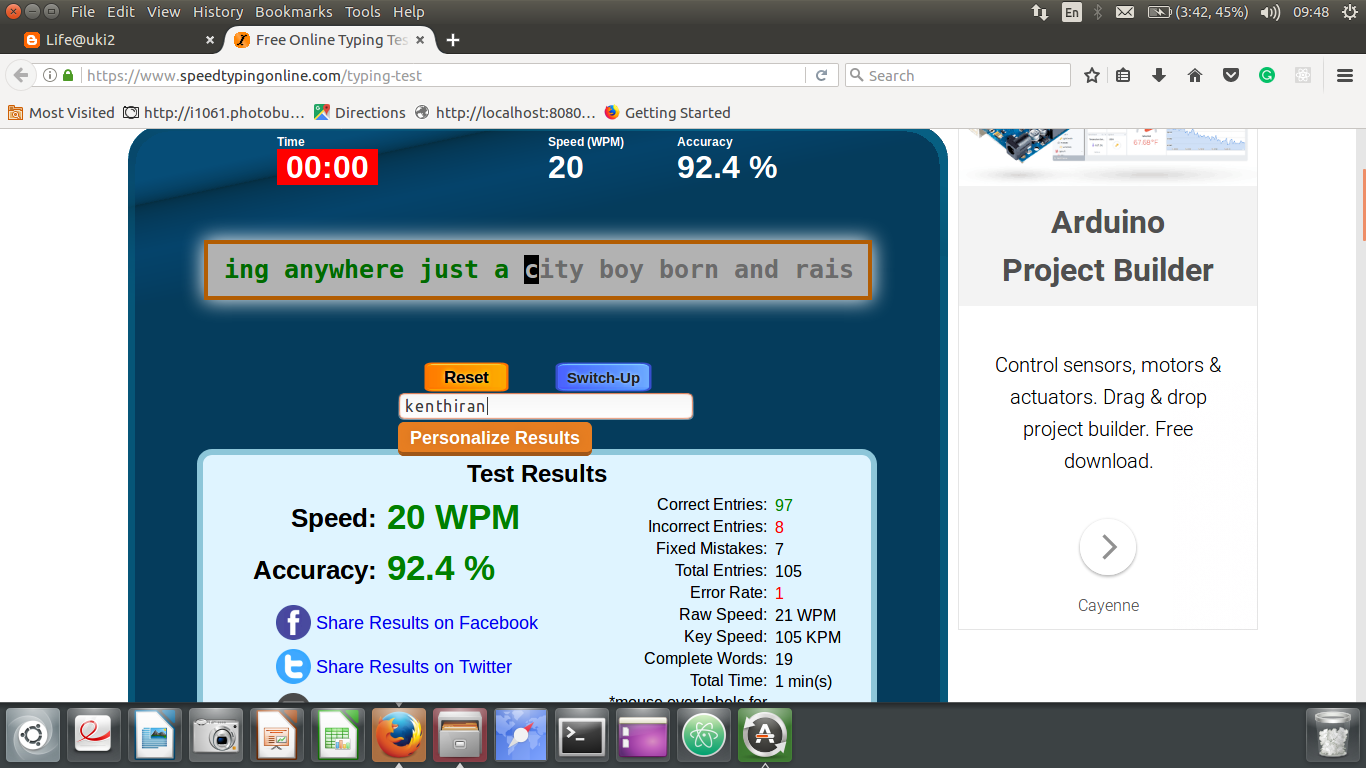 File Edit View History Bookmarks Tools Help
En (3:42, 45%) 09:48
Life@uki2 × Free Online Typing Tes × +
https://www.speedtypingonline.com/typing-test Search
Most Visited http://i1061.photobu... Directions http://localhost:8080... Getting Started
Time Speed (WPM) Accuracy
00:00 20 92.4 %
ing anywhere just a city boy born and rais
Reset Switch-Up
kenthiran
Personalize Results
Test Results
Speed: 20 WPM
Accuracy: 92.4 %
Share Results on Facebook
Share Results on Twitter
Correct Entries: 97
Incorrect Entries: 8
Fixed Mistakes: 7
Total Entries: 105
Error Rate: 1
Raw Speed: 21 WPM
Key Speed: 105 KPM
Complete Words: 19
Total Time: 1 min(s)
*mouse over labels for
Arduino
Project Builder
Control sensors, motors &
actuators. Drag & drop
project builder. Free
download.
Cayenne